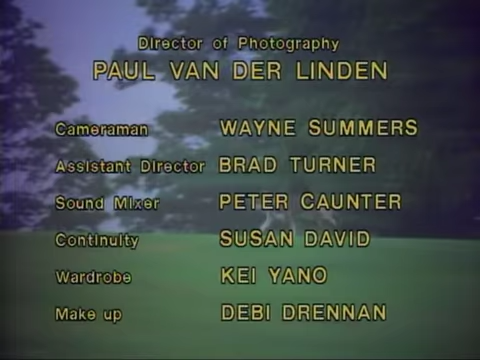 Director of Photography
PAUL VAN DER LINDEN
Cameraman WAYNE SUMMERS
Assistant Director BRAD TURNER
Sound Mixer PETER CAUNTER
Continuity SUSAN DAVID
Wardrobe KEI YANO
Make up DEBI DRENNAN